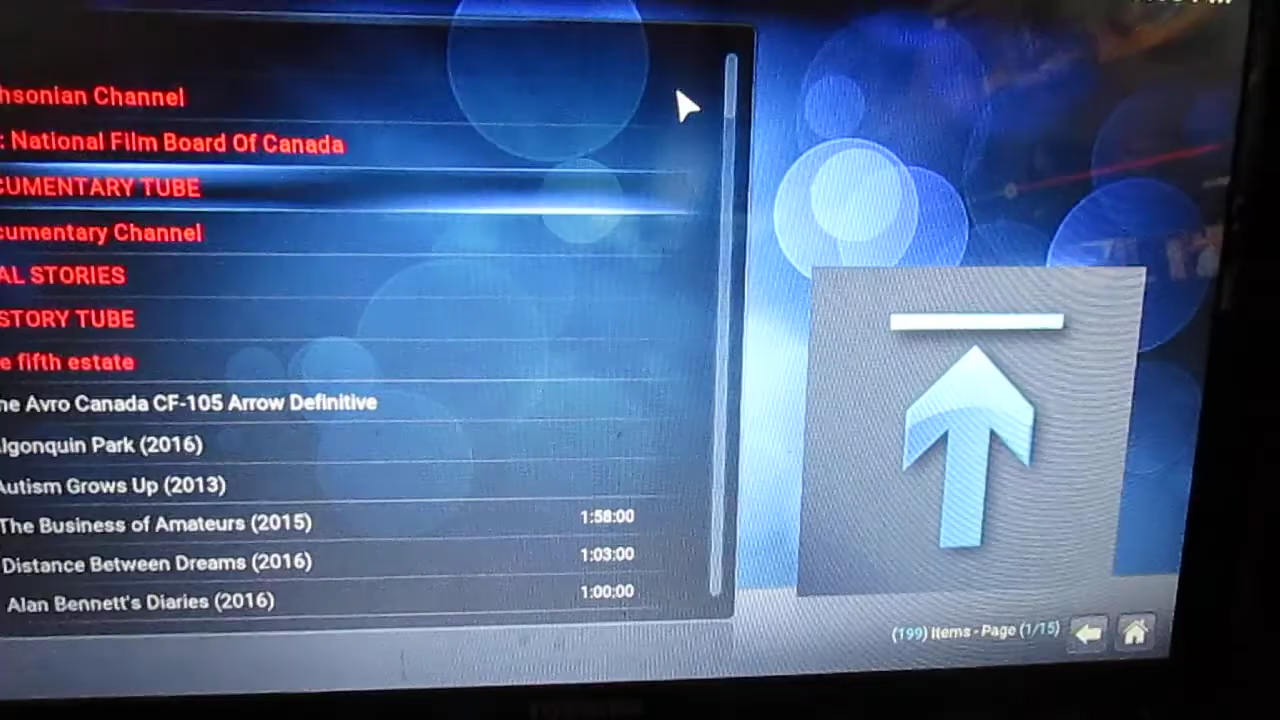 hsonian Channel
: National Film Board Of Canada
CUMENTARY TUBE
cumentary Channel
AL STORIES
STORY TUBE
e fifth estate
he Avro Canada CF-105 Arrow Definitive
lgonquin Park (2016)
Autism Grows Up (2013)
The Business of Amateurs (2015) 1:58:00
Distance Between Dreams (2016) 1:03:00
Alan Bennett's Diaries (2016) 1:00:00
(199) Items - Page (1/15)